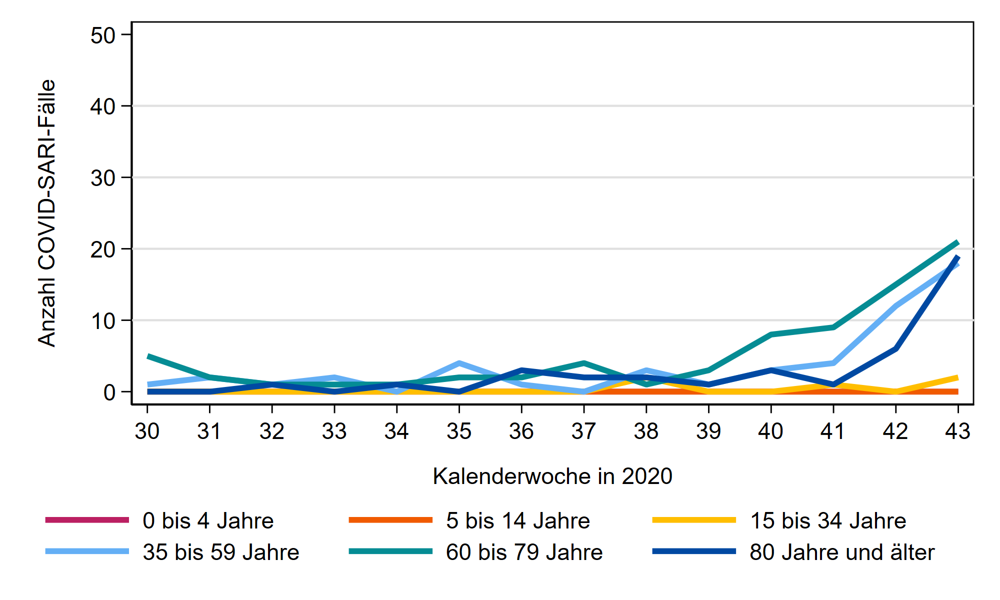 Anzahl COVID-SARI-Fälle
50
40
30
20
10
0
30 31 32 33 34 35 36 37 38 39 40 41 42 43
Kalenderwoche in 2020
0 bis 4 Jahre 5 bis 14 Jahre 15 bis 34 Jahre
35 bis 59 Jahre 60 bis 79 Jahre 80 Jahre und älter